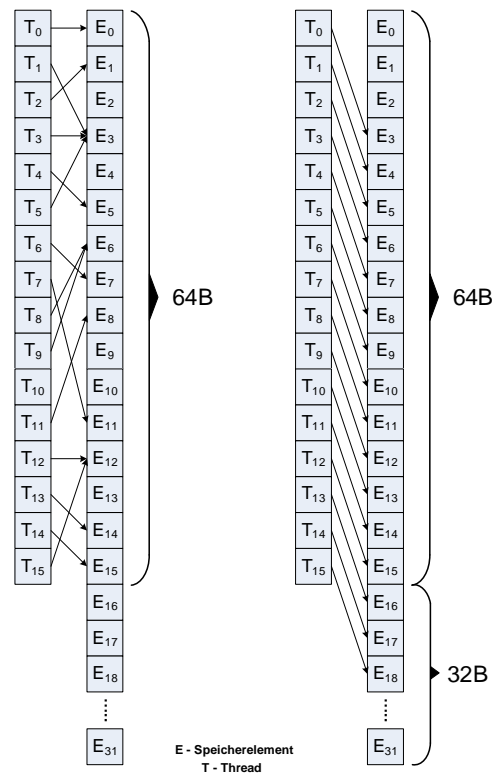 T0 E0 T0 E0
T1 E1 T1 E1
T2 E2 T2 E2
T3 E3 T3 E3
T4 E4 T4 E4
T5 E5 T5 E5
T6 E6 T6 E6
T7 E7 64B T7 E7 64B
T8 E8 T8 E8
T9 E9 T9 E9
T10 E10 T10 E10
T11 E11 T11 E11
T12 E12 T12 E12
T13 E13 T13 E13
T14 E14 T14 E14
T15 E15 T15 E15
E16 E16
E17 E17
E18 E18 32B
E31 E31
E - Speicherelement
T - Thread